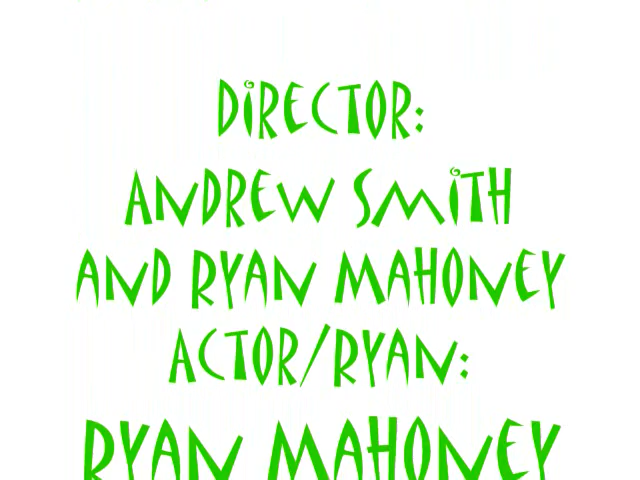 DIRECTOR:
ANDREW SMITH
AND RYAN MAHONEY
ACTOR/RYAN:
RYAN MAHONEY